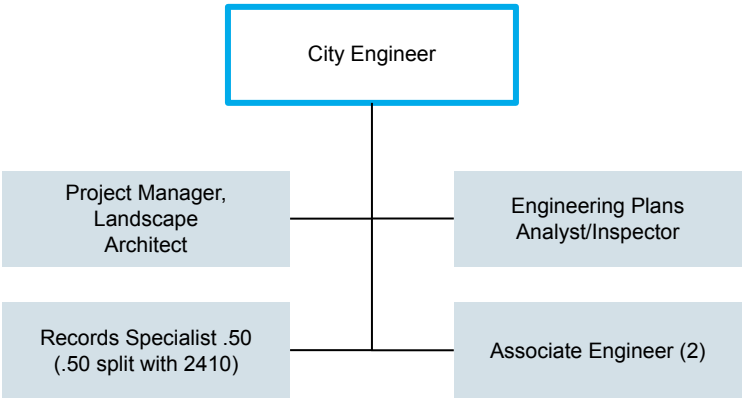 City Engineer
Project Manager,
Landscape
Architect
Engineering Plans
Analyst/Inspector
Records Specialist .50
(.50 split with 2410)
Associate Engineer (2)